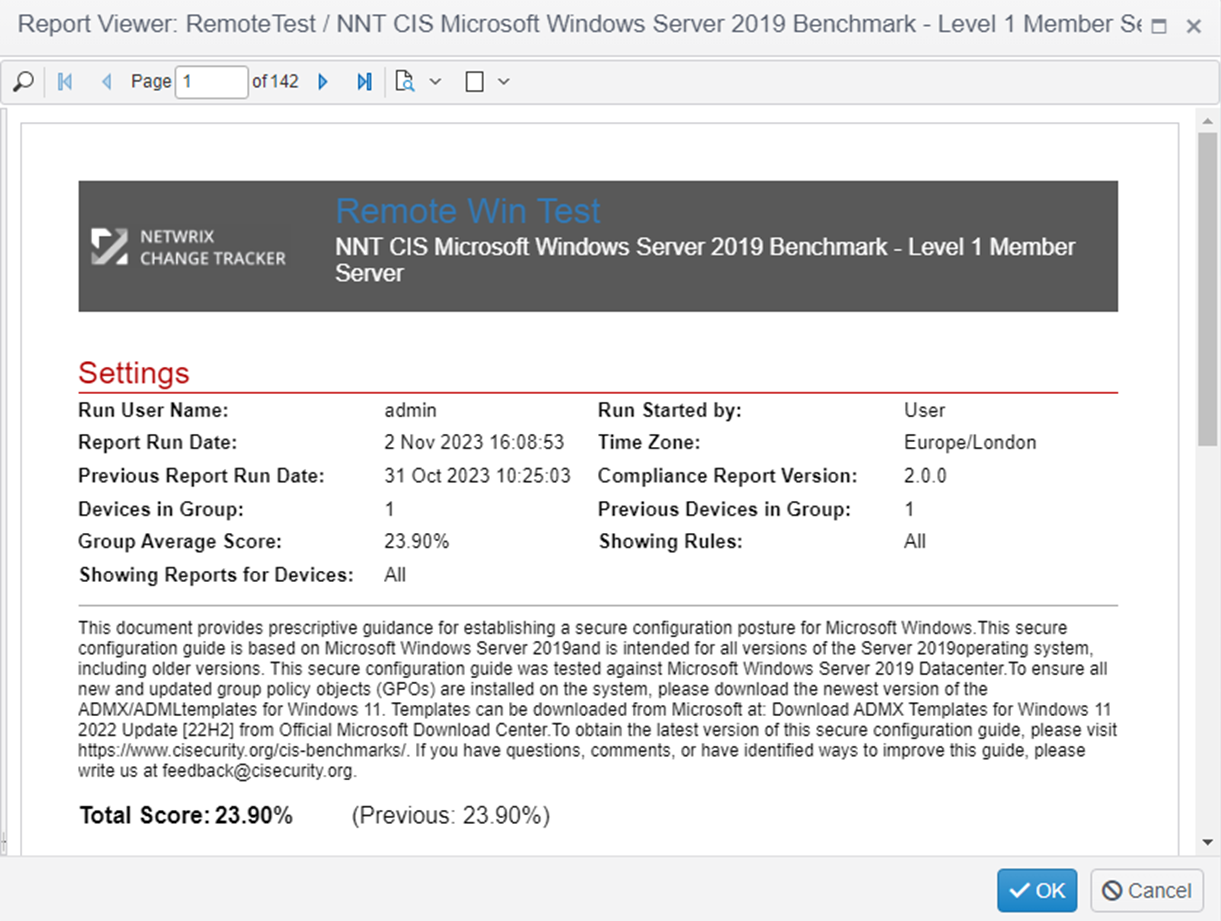 Report Viewer: RemoteTest / NNT CIS Microsoft Windows Server 2019 Benchmark - Level 1 Member
Page 1 of 142
NETWRIX
CHANGE TRACKER
Remote Win Test
NNT CIS Microsoft Windows Server 2019 Benchmark - Level 1 Member
Server
Settings
Run User Name: admin Run Started by: User
Report Run Date: 2 Nov 2023 16:08:53 Time Zone: Europe/London
Previous Report Run Date: 31 Oct 2023 10:25:03 Compliance Report Version: 2.0.0
Devices in Group: 1 Previous Devices in Group: 1
Group Average Score: 23.90% Showing Rules: All
Showing Reports for Devices: All
This document provides prescriptive guidance for establishing a secure configuration posture for Microsoft Windows.This secure
configuration guide is based on Microsoft Windows Server 2019and is intended for all versions of the Server 2019operating system,
including older versions. This secure configuration guide was tested against Microsoft Windows Server 2019 Datacenter.To ensure all
new and updated group policy objects (GPOs) are installed on the system, please download the newest version of the
ADMX/ADMLtemplates for Windows 11. Templates can be downloaded from Microsoft at: Download ADMX Templates for Windows 11
2022 Update [22H2] from Official Microsoft Download Center.To obtain the latest version of this secure configuration guide, please visit
https://www.cisecurity.org/cis-benchmarks/. If you have questions, comments, or have identified ways to improve this guide, please
write us at feedback@cisecurity.org.
Total Score: 23.90% (Previous: 23.90%)
OK Cancel